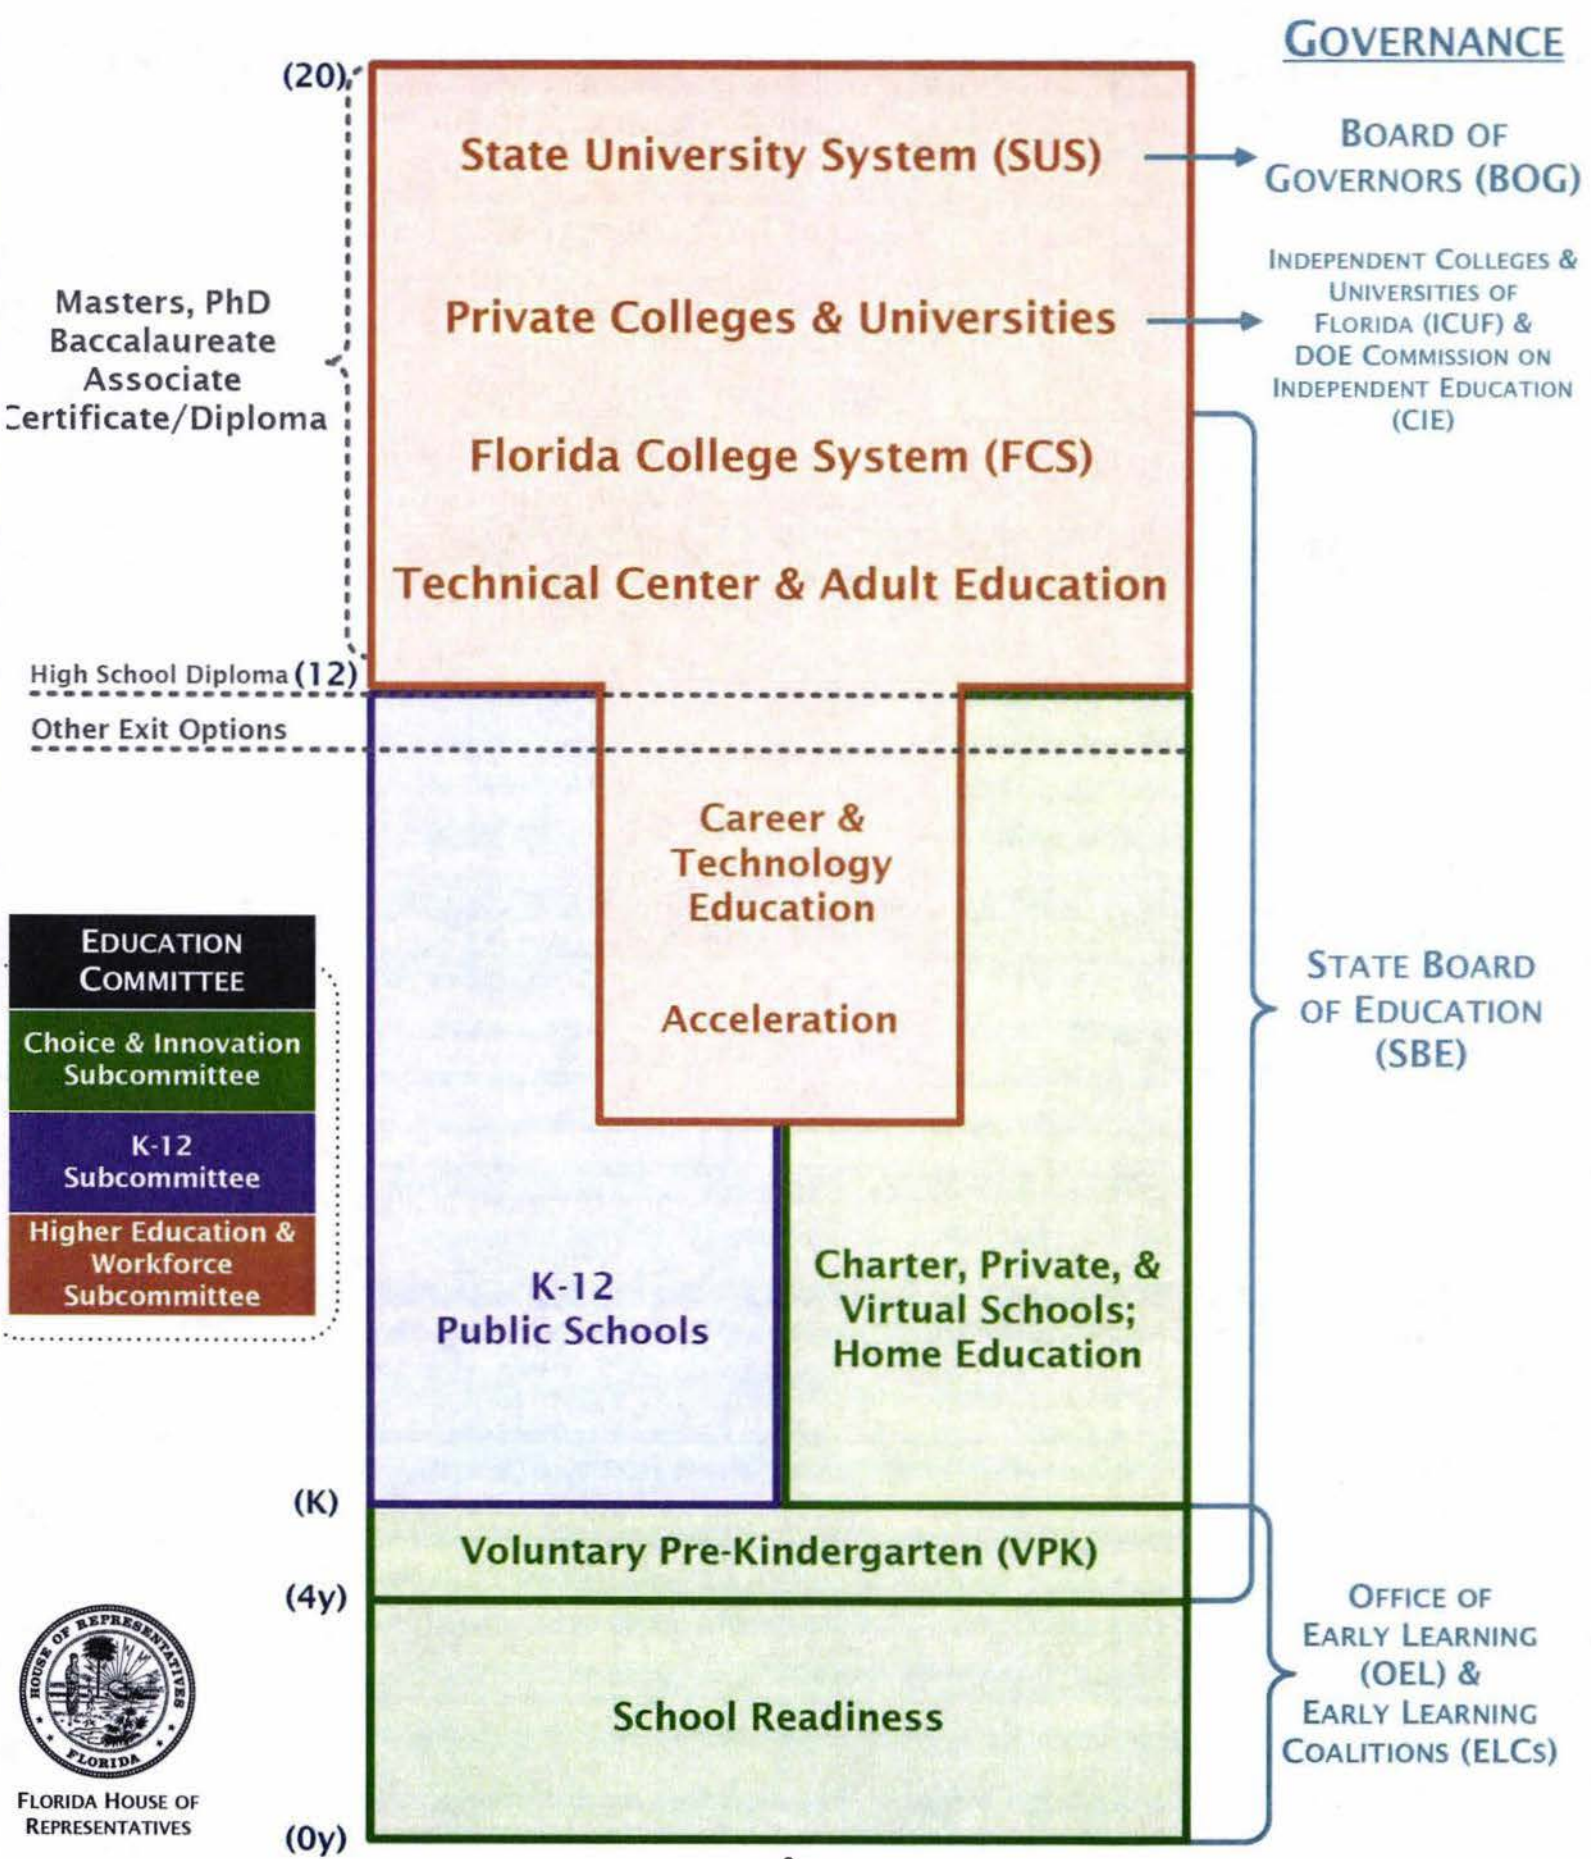 GOVERNANCE
(20)
State University System (SUS)
BOARD OF
GOVERNORS (BOG)
Private Colleges & Universities
INDEPENDENT COLLEGES &
UNIVERSITIES OF
FLORIDA (ICUF) &
DOE COMMISSION ON
INDEPENDENT EDUCATION
(CIE)
Masters, PhD
Baccalaureate
Associate
Certificate/Diploma
Florida College System (FCS)
Technical Center & Adult Education
High School Diploma (12)
Other Exit Options
Career &
Technology
Education
Acceleration
EDUCATION
COMMITTEE
Choice & Innovation
Subcommittee
K-12
Subcommittee
Higher Education &
Workforce
Subcommittee
STATE BOARD
OF EDUCATION
(SBE)
K-12
Public Schools
Charter, Private, &
Virtual Schools;
Home Education
(K)
Voluntary Pre-Kindergarten (VPK)
(4y)
School Readiness
OFFICE OF
EARLY LEARNING
(OEL) &
EARLY LEARNING
COALITIONS (ELCS)
HOUSE OF REPRESENTATIVES
FLORIDA
FLORIDA HOUSE OF
REPRESENTATIVES
(0y)